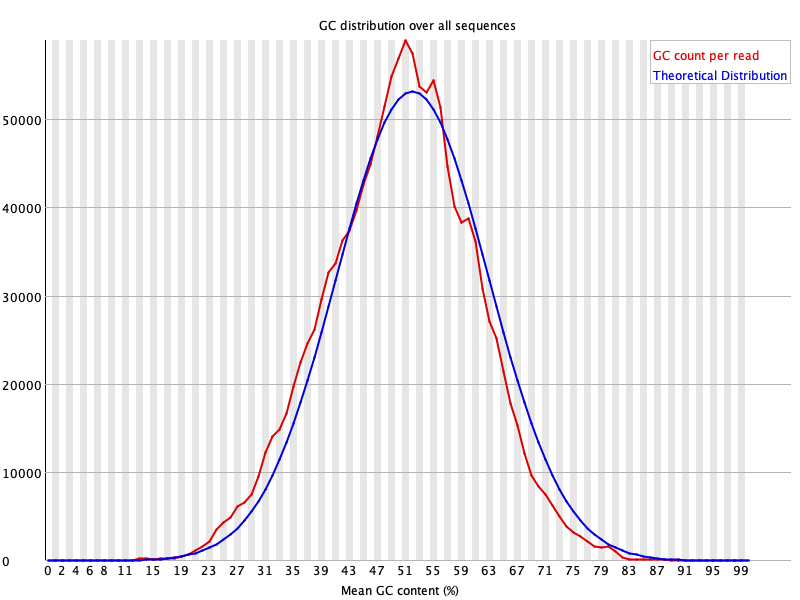 GC distribution over all sequences
GC count per read
Theoretical Distribution
50000
40000
30000
20000
10000
0
0 2 4 6 8 11 15 19 23 27 31 35 39 43 47 51 55 59 63 67 71 75 79 83 87 91 95 99
Mean GC content (%)